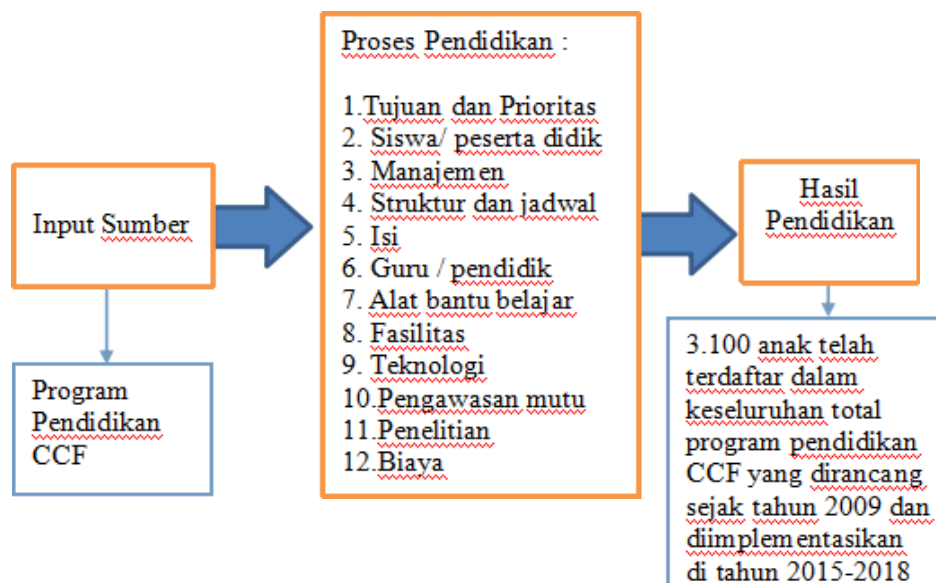 Input Sumber
Program
Pendidikan
CCF
Proses Pendidikan :
1.Tujuan dan Prioritas
2. Siswa/ peserta didik
3. Manajemen
4. Struktur dan jadwal
5. Isi
6. Guru / pendidik
7. Alat bantu belajar
8. Fasilitas
9. Teknologi
10.Pengawasan mutu
11.Penelitian
12.Biaya
Hasil
Pendidikan
3.100 anak telah
terdaftar dalam
keseluruhan total
program pendidikan
CCF yang dirancang
sejak tahun 2009 dan
diimplementasikan
di tahun 2015-2018